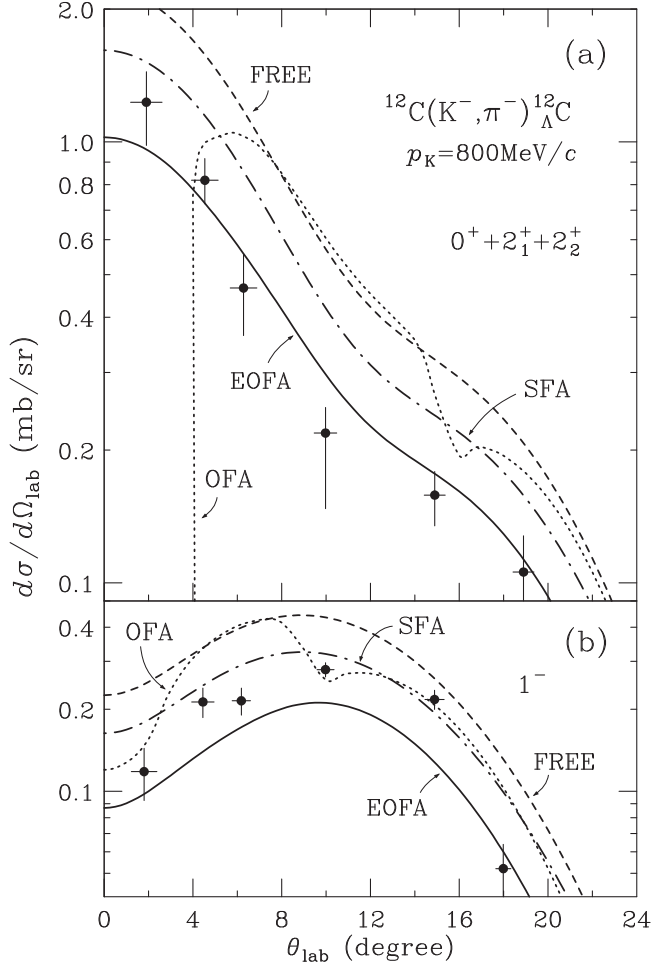 2.0
(a)
FREE
¹²C(K⁻,π⁻)¹²ΛC
p_K=800MeV/c
1.0
0.8
0⁺+2₁⁺+2₂⁺
0.6
0.4
EOFA
SFA
dσ/dΩ_lab (mb/sr)
0.2
OFA
0.1
0.4
OFA
SFA
(b)
1⁻
0.2
FREE
0.1
EOFA
0 4 8 12 16 20 24
θ_lab (degree)